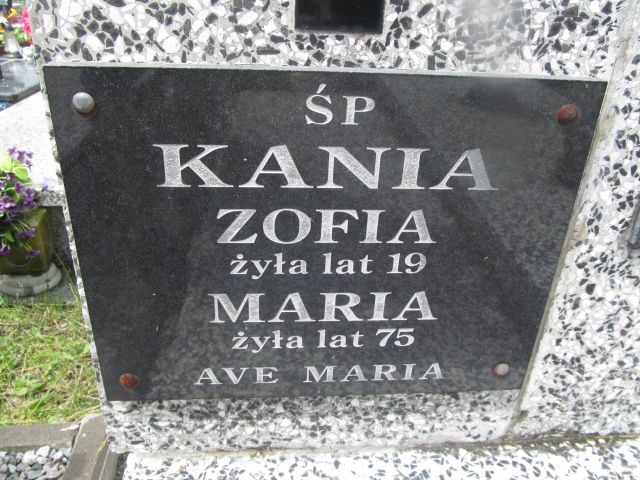 ŚP
KANIA
ZOFIA
żyła lat 19
MARIA
żyła lat 75
AVE MARIA